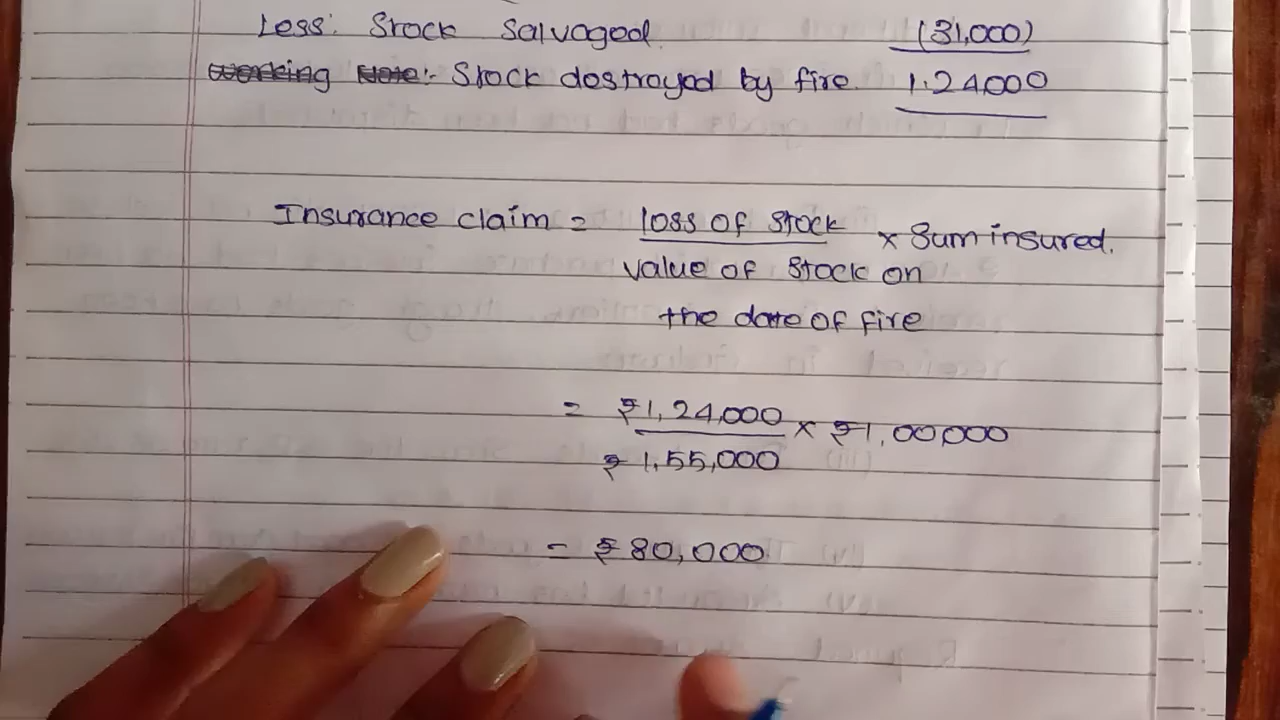 Less: Stock Salvaged (31,000)
working Note:- Stock destroyed by fire. 1,24,000
Insurance claim = loss of stock × Sum insured.
value of stock on
the date of fire
= ₹1,24,000 × ₹1,00,000
₹1,55,000
= ₹80,000